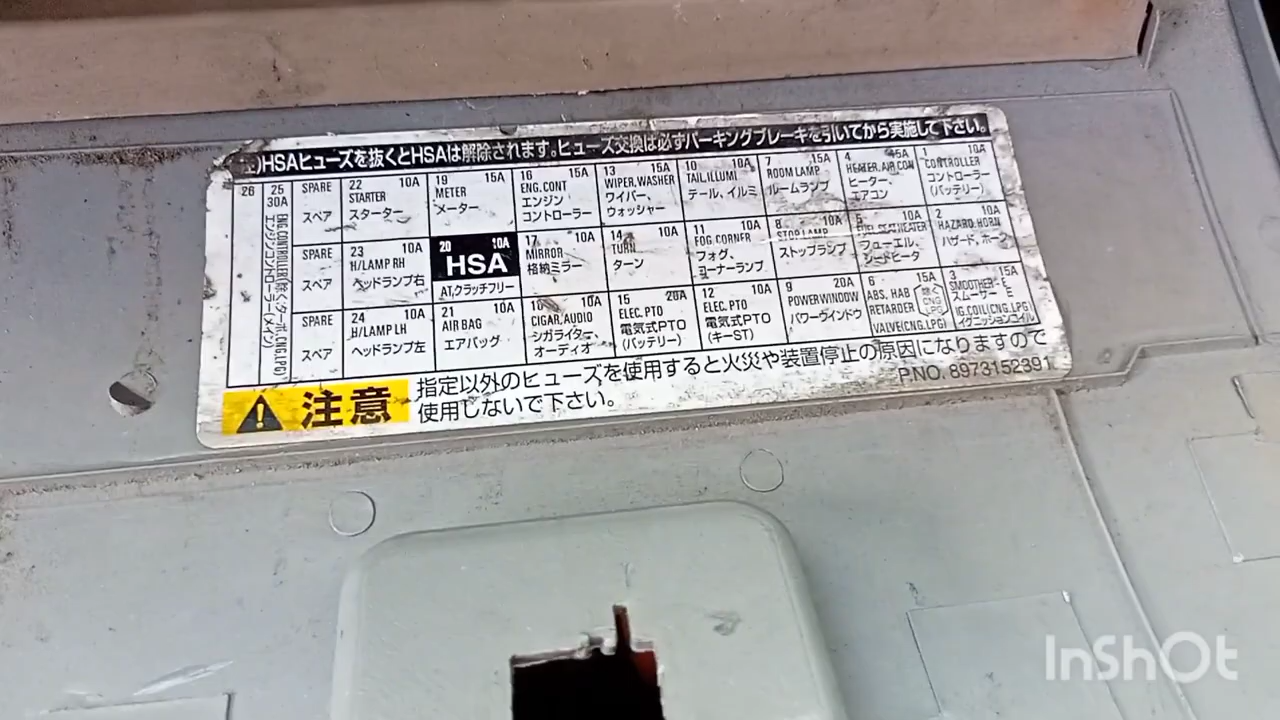 )HSAヒューズを抜くとHSAは解除されます。ヒューズ交換は必ずパーキングブレーキを引いてから実施して下さい。
26
25 30A
ENG.CONTROLLER(除く、ターボ,CNG,LPG)
エンジンコントローラー(メイン)
SPARE
スペア
22 10A
STARTER
スターター
19 15A
METER
メーター
16 15A
ENG.CONT
エンジン
コントローラー
13 15A
WIPER,WASHER
ワイパー、
ウォッシャー
10 10A
TAIL,ILLUMI
テール、イルミ
7 15A
ROOM LAMP
ルームランプ
4 15A
HEATER,AIR CON
ヒーター、
エアコン
1 10A
CONTROLLER
コントローラー
(バッテリー)
SPARE
スペア
23 10A
H/LAMP RH
ヘッドランプ右
20 10A
HSA
AT,クラッチフリー
17 10A
MIRROR
格納ミラー
14 10A
TURN
ターン
11 10A
FOG,CORNER
フォグ、
コーナーランプ
8 10A
STOP LAMP
ストップランプ
5 10A
FUEL,SEAT HEATER
フューエル、
シードヒータ
2 10A
HAZARD,HORN
ハザード、ホーン
SPARE
スペア
24 10A
H/LAMP LH
ヘッドランプ左
21 10A
AIR BAG
エアバッグ
18 10A
CIGAR,AUDIO
シガライター、
オーディオ
15 20A
ELEC.PTO
電気式PTO
(バッテリー)
12 10A
ELEC.PTO
電気式PTO
(キーST)
9 20A
POWER WINDOW
パワーウインドウ
6 15A
ABS, HAB
RETARDER
VALVE(CNG,LPG)
除く
CNG
LPG
3 15A
SMOOTHER-E
スムーサー E
IG.COIL(CNG,LPG)
イグニッションコイル
注意
指定以外のヒューズを使用すると火災や装置停止の原因になりますので
使用しないで下さい。
P.NO. 8973152391
InShOt